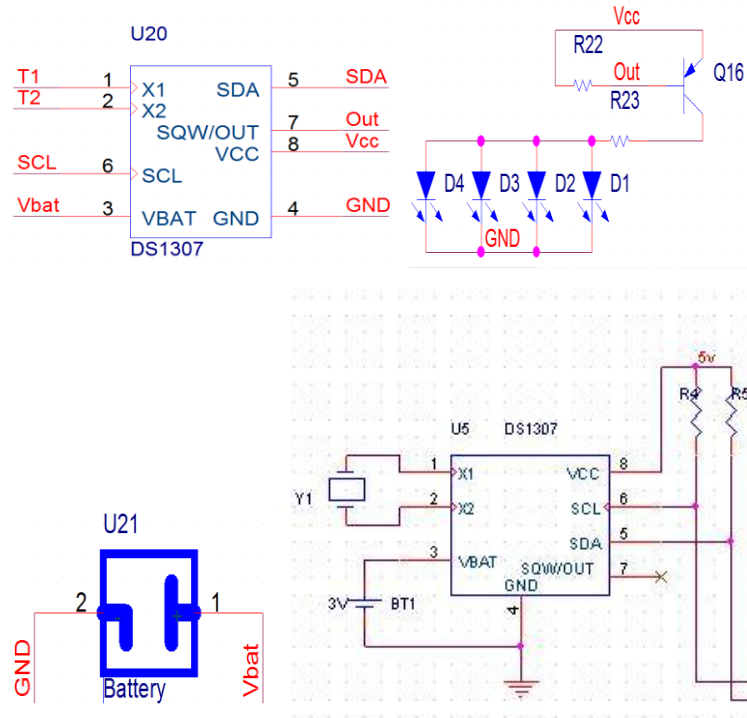 U20
T1 1 X1 SDA 5 SDA
T2 2 X2
SQW/OUT 7 Out
VCC 8 Vcc
SCL 6 SCL
Vbat 3 VBAT GND 4 GND
DS1307
Vcc
R22
Out
Q16
R23
D4 D3 D2 D1
GND
U21
2 1
GND
Vbat
Battery
5v
R4 R5
U5 DS1307
1 X1 VCC 8
Y1
2 X2 SCL 6
SDA 5
3 VBAT SQW/OUT 7
GND
3V BT1
4